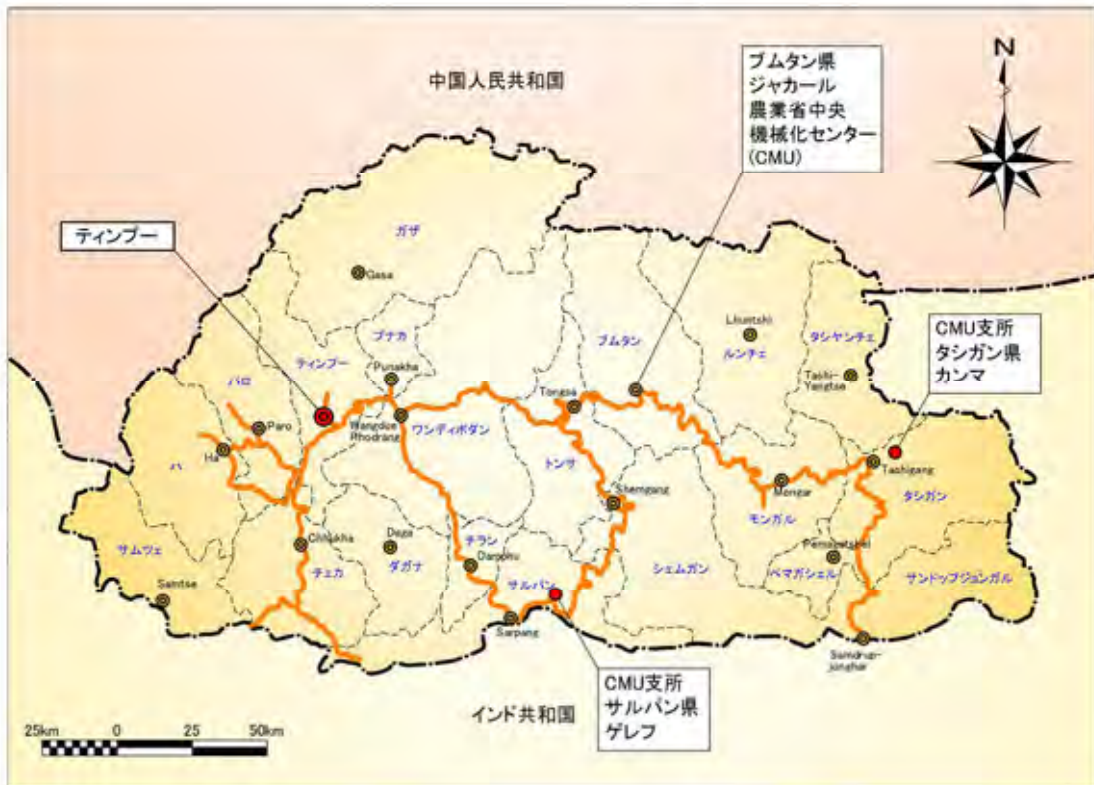 中国人民共和国
ブムタン県
ジャカール
農業省中央
機械化センター
(CMU)
N
ティンプー
ガザ
Gasa
プナカ
Punakha
ティンプー
パロ
Paro
ハ
Ha
Wangdue
Phodrang
ワンディポダン
Tongsa
ブムタン
Lhuntshi
ルンチェ
タシヤンチェ
Tashi-
Yangtse
CMU支所
タシガン県
カンマ
Tashigang
タシガン
トンサ
Shemgang
Mongar
モンガル
Pemagatshel
ペマガシェル
サンドップジョンガル
Samdrup-
jonghar
シェムガン
サムツェ
Samtse
Chhukha
チュカ
Daga
ダガナ
チラン
Damphu
サルパン
Sarpang
CMU支所
サルパン県
ゲレフ
インド共和国
25km 0 25 50km